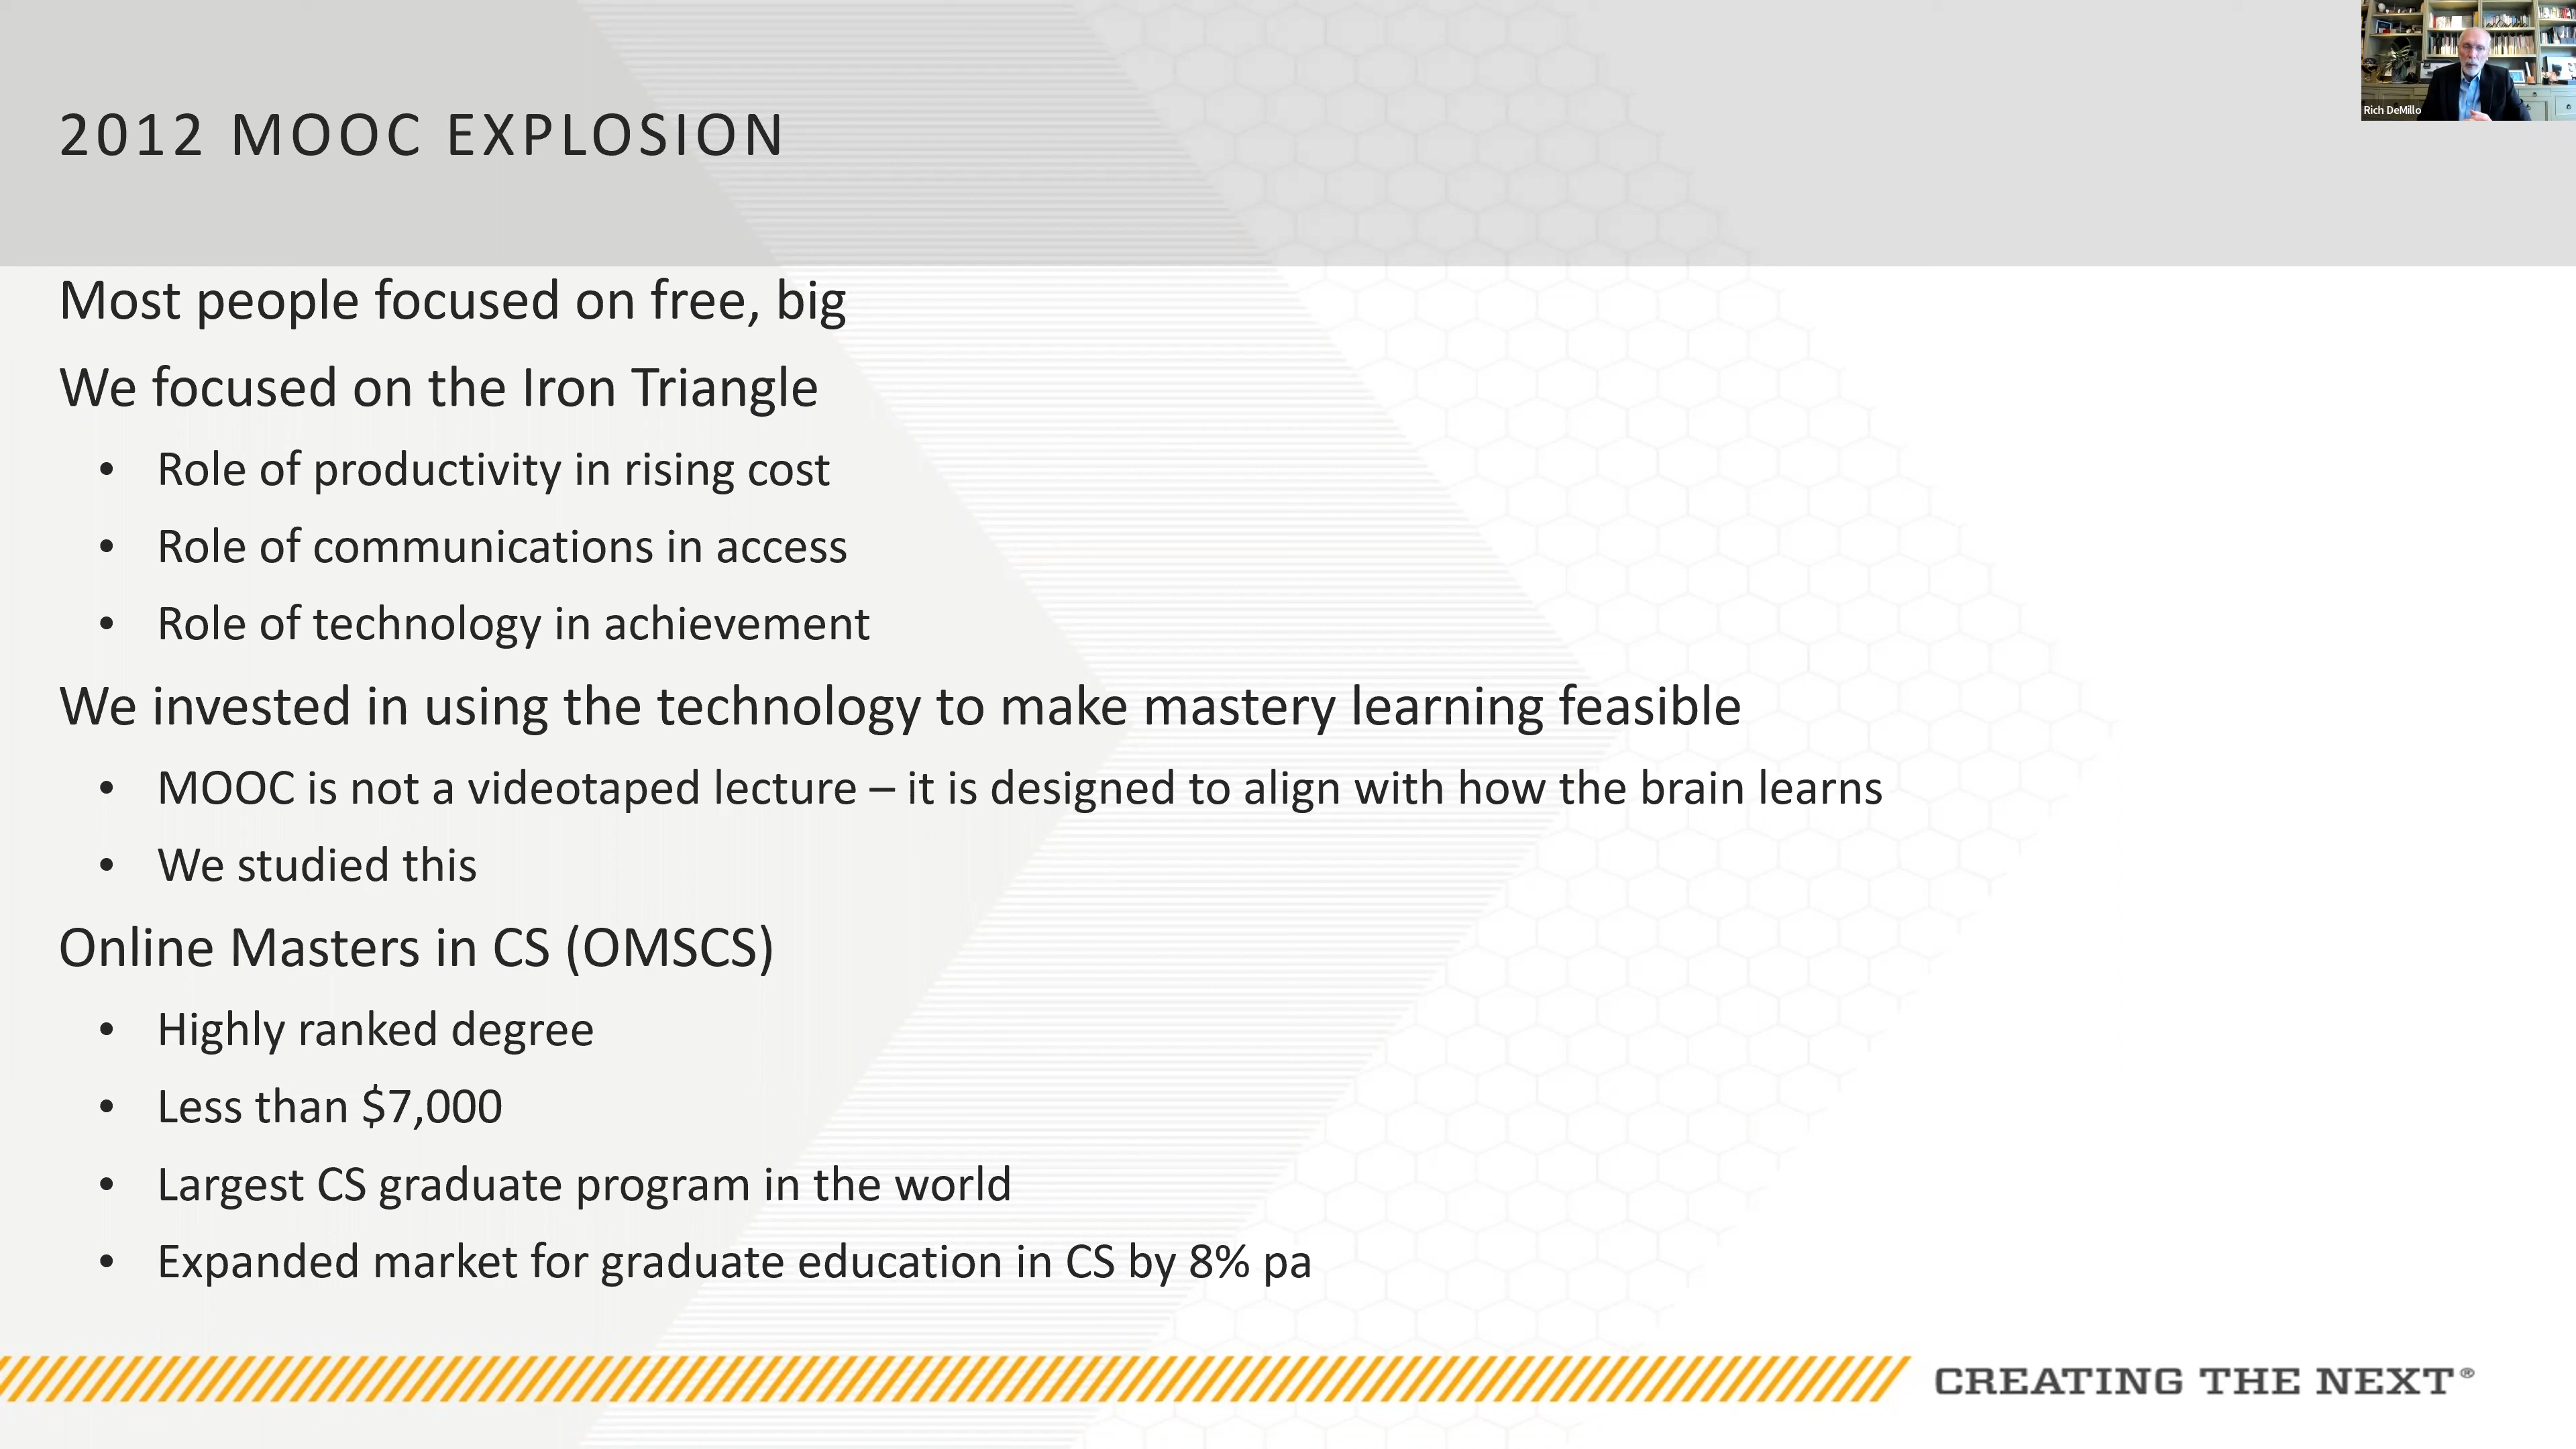 2012 MOOC EXPLOSION
Rich DeMillo
Most people focused on free, big
We focused on the Iron Triangle
• Role of productivity in rising cost
• Role of communications in access
• Role of technology in achievement
We invested in using the technology to make mastery learning feasible
• MOOC is not a videotaped lecture – it is designed to align with how the brain learns
• We studied this
Online Masters in CS (OMSCS)
• Highly ranked degree
• Less than $7,000
• Largest CS graduate program in the world
• Expanded market for graduate education in CS by 8% pa
CREATING THE NEXT®